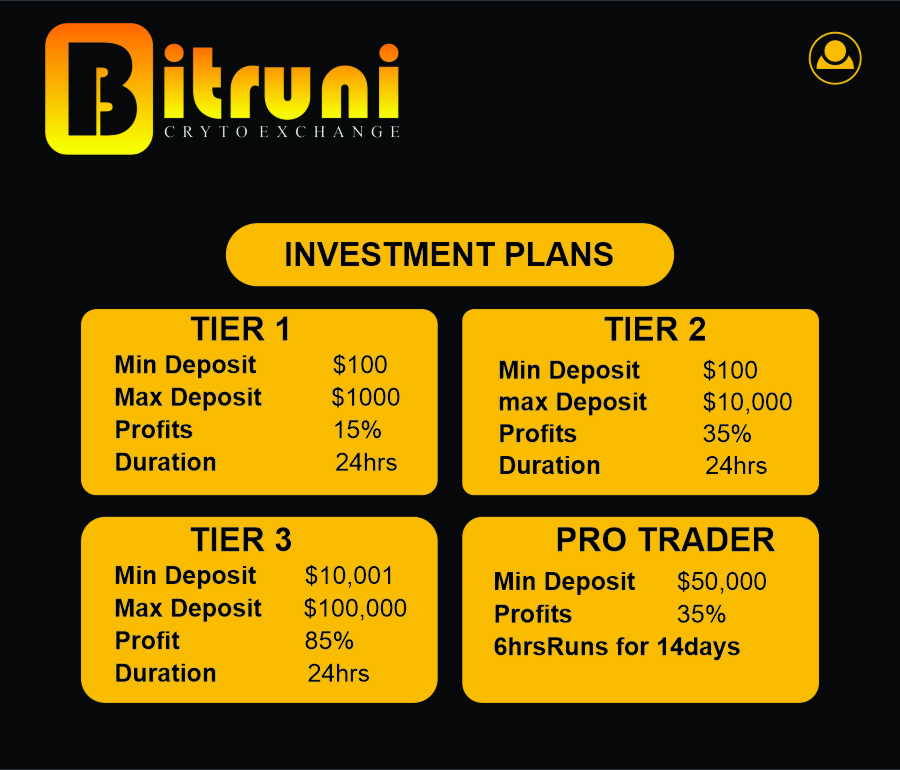 Bitruni
CRYTO EXCHANGE
INVESTMENT PLANS
TIER 1
Min Deposit $100
Max Deposit $1000
Profits 15%
Duration 24hrs
TIER 2
Min Deposit $100
max Deposit $10,000
Profits 35%
Duration 24hrs
TIER 3
Min Deposit $10,001
Max Deposit $100,000
Profit 85%
Duration 24hrs
PRO TRADER
Min Deposit $50,000
Profits 35%
6hrsRuns for 14days